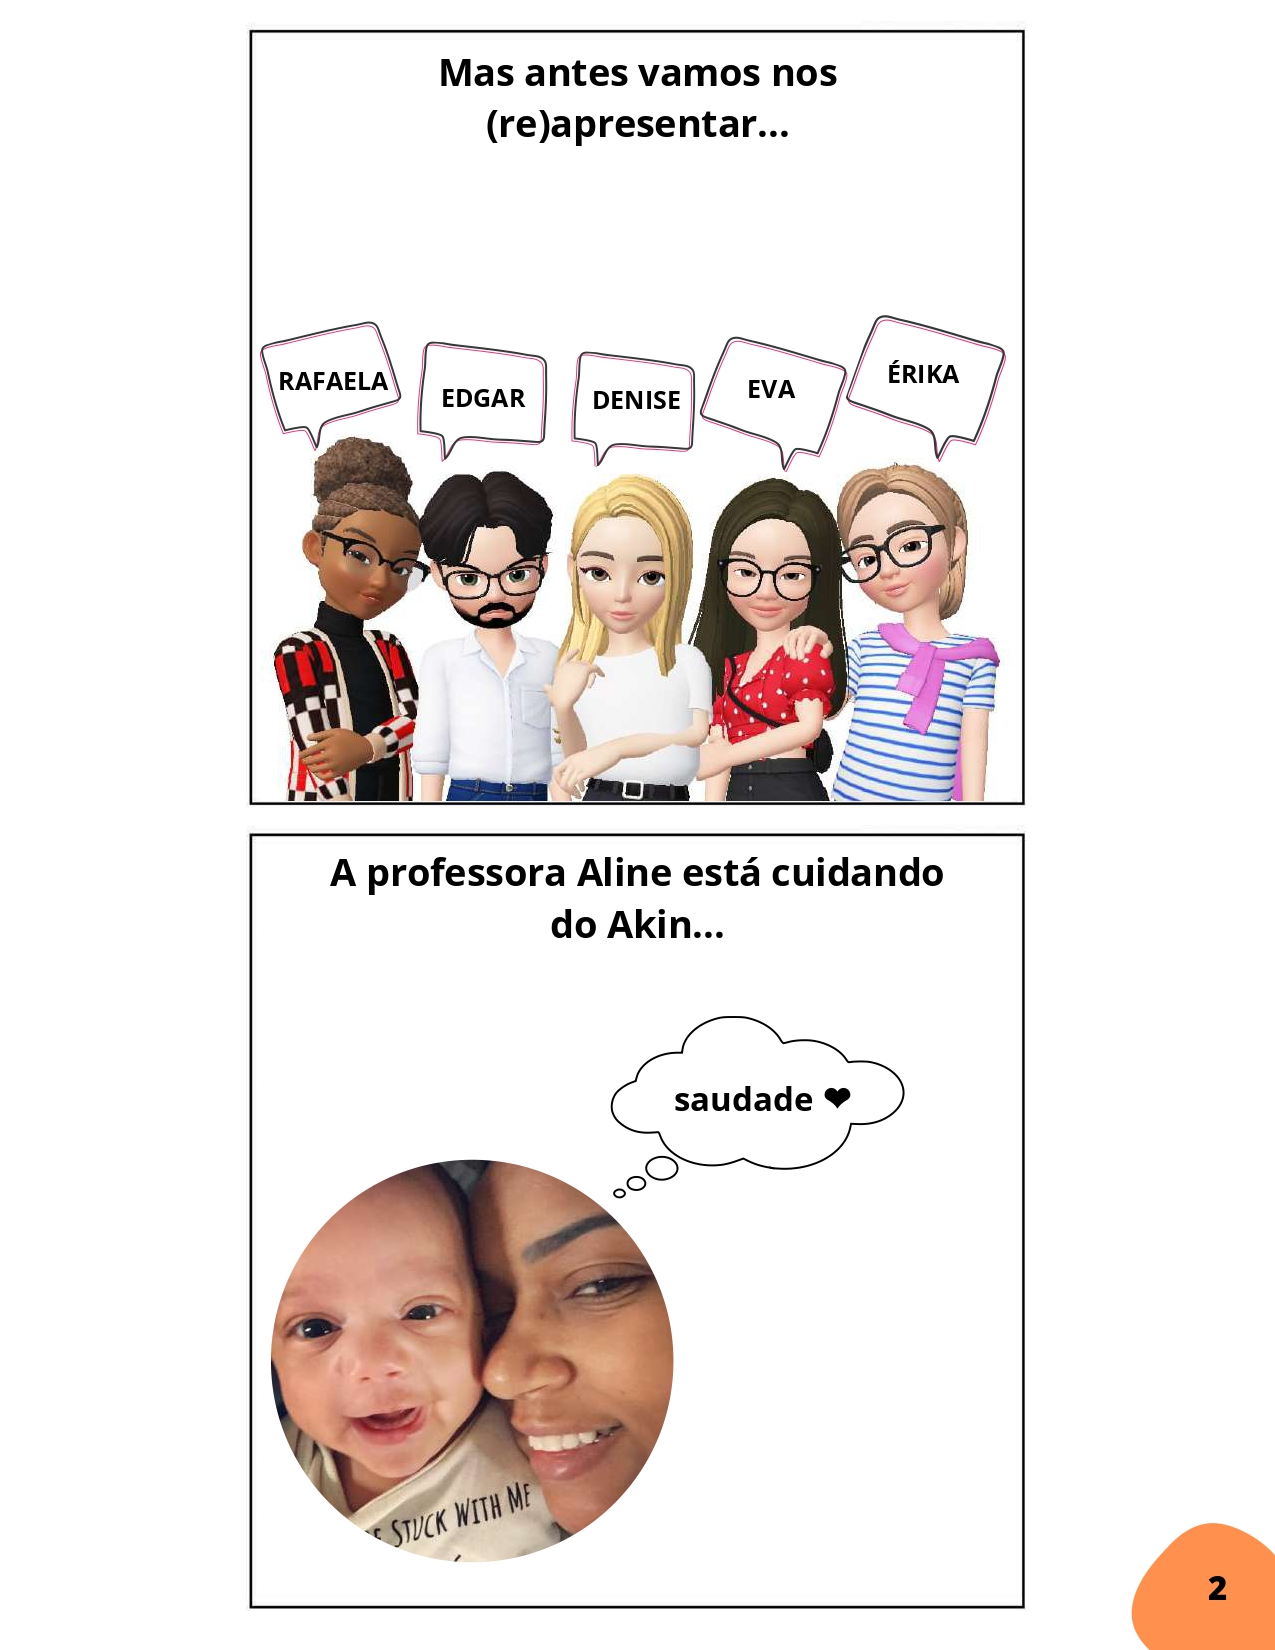 Mas antes vamos nos
(re)apresentar...
RAFAELA
EDGAR
DENISE
EVA
ÉRIKA
A professora Aline está cuidando
do Akin...
saudade ❤
STUCK WITH ME
2